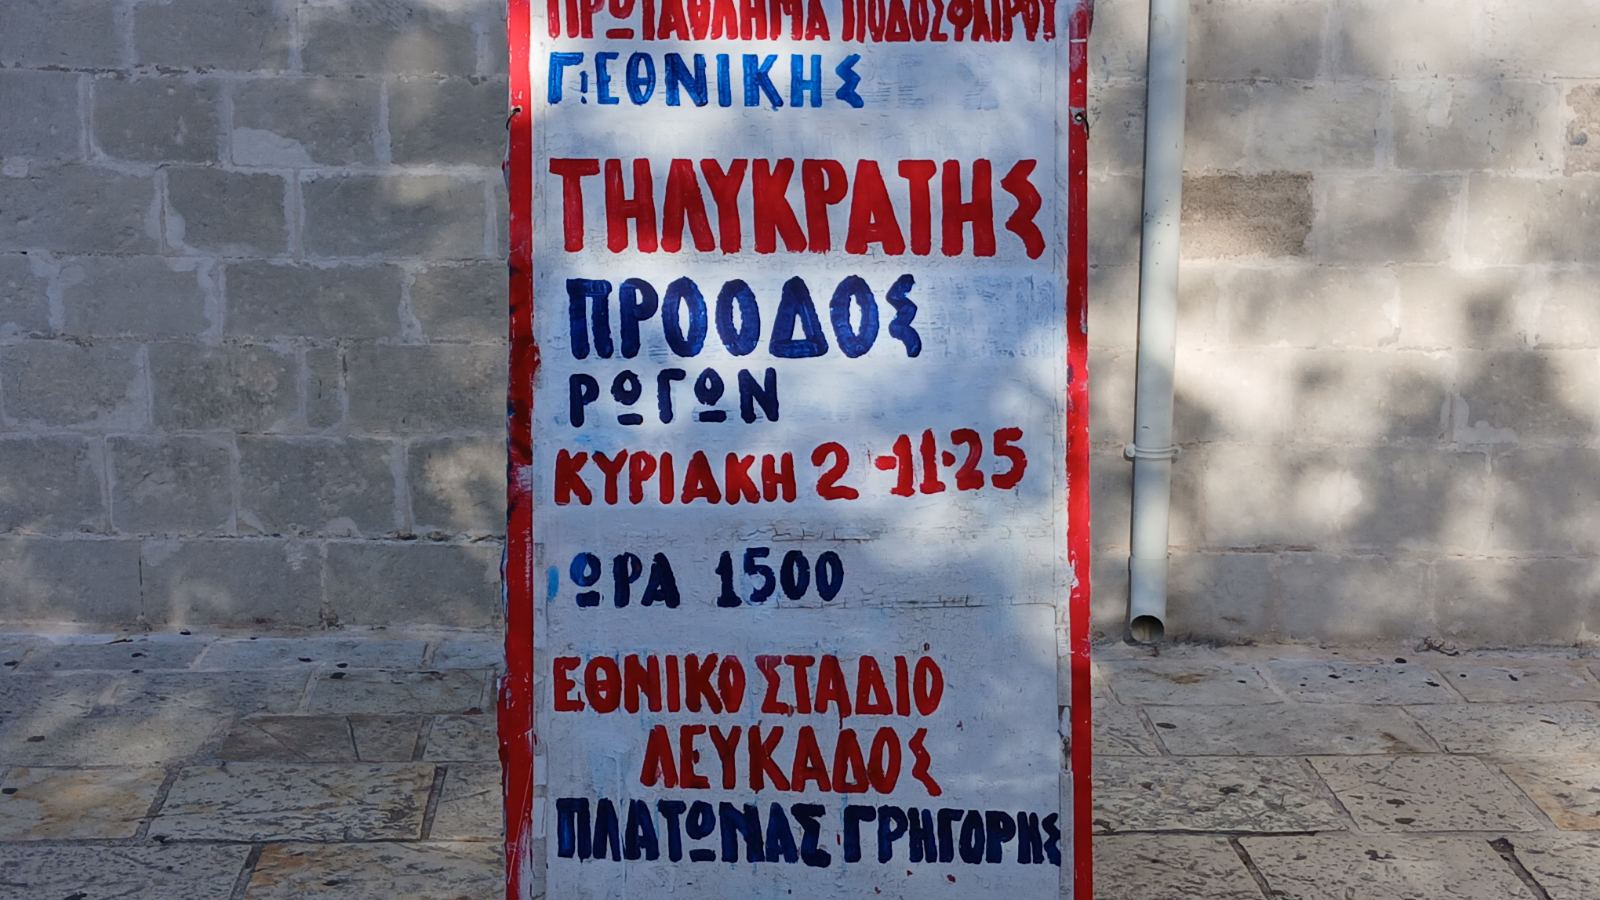 ΠΡΩΤΑΘΛΗΜΑ ΠΟΔΟΣΦΑΙΡΟΥ
Γ! ΕΘΝΙΚΗΣ
ΤΗΛΥΚΡΑΤΗΣ
ΠΡΟΟΔΟΣ
ΡΩΓΩΝ
ΚΥΡΙΑΚΗ 2-11-25
ΩΡΑ 1500
ΕΘΝΙΚΟ ΣΤΑΔΙΟ
ΛΕΥΚΑΔΟΣ
ΠΛΑΤΩΝΑΣ ΓΡΗΓΟΡΗΣ